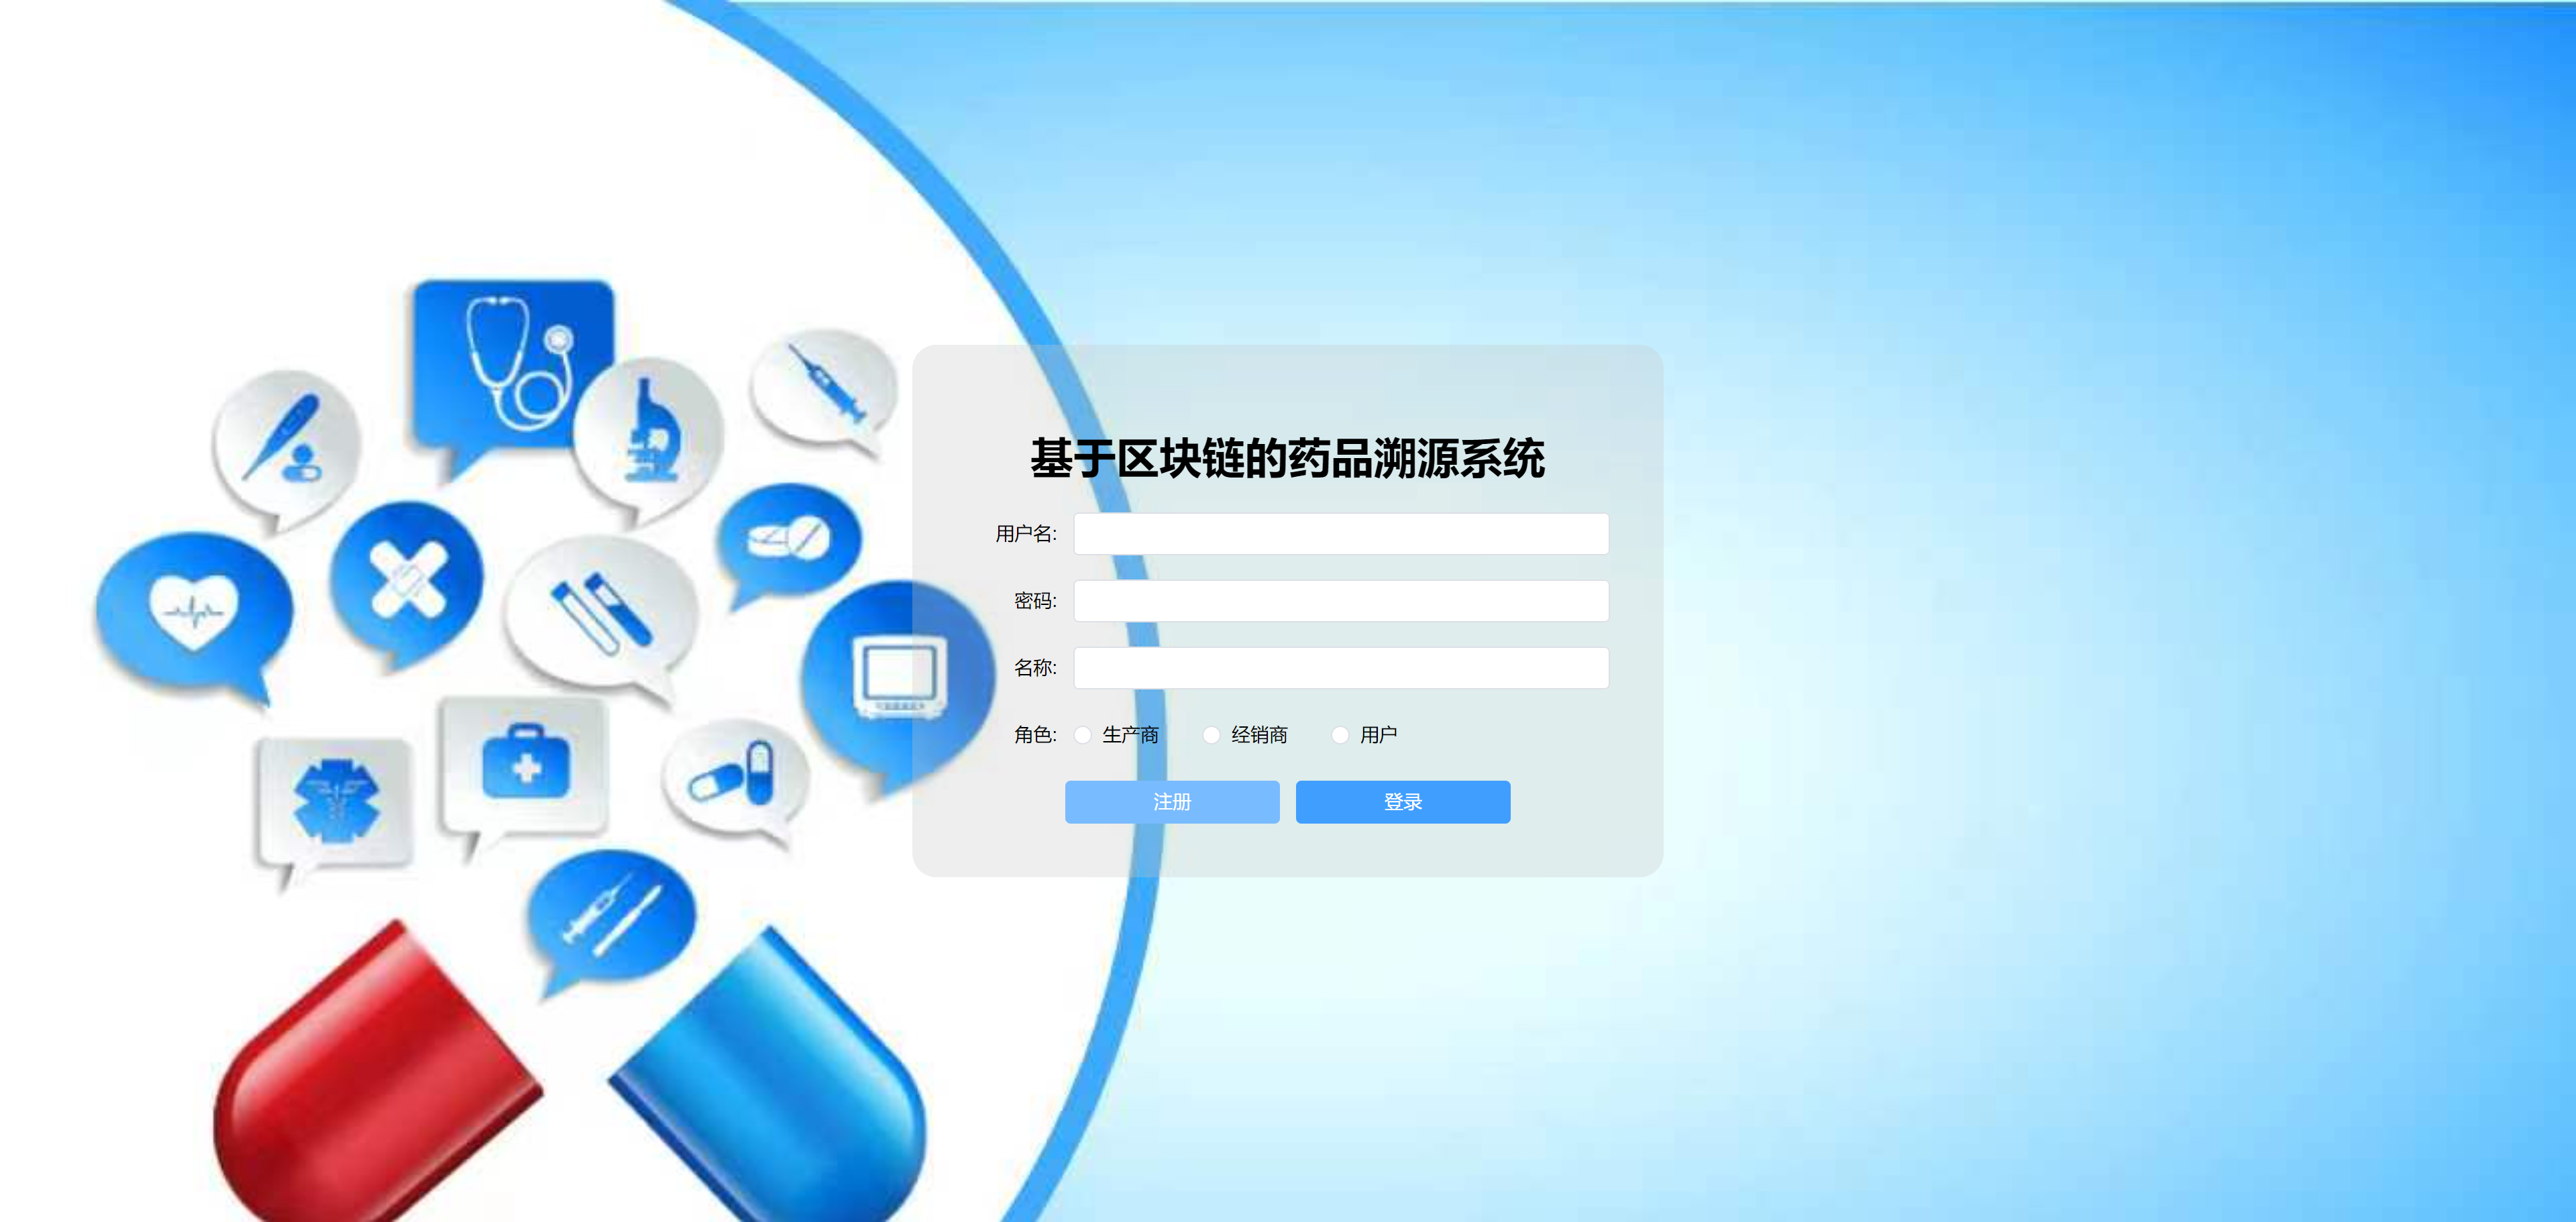 基于区块链的药品溯源系统
用户名:
密码:
名称:
角色: 生产商 经销商 用户
注册 登录